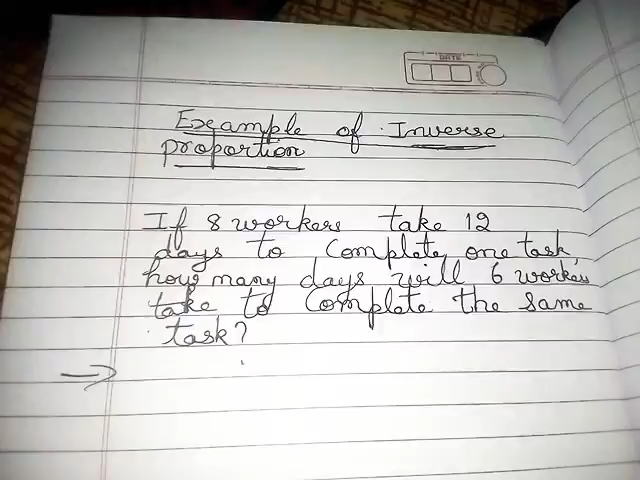 DATE
Example of Inverse
proportion
If 8 workers take 12
days to complete one task,
how many days will 6 workers
take to complete the same
task?